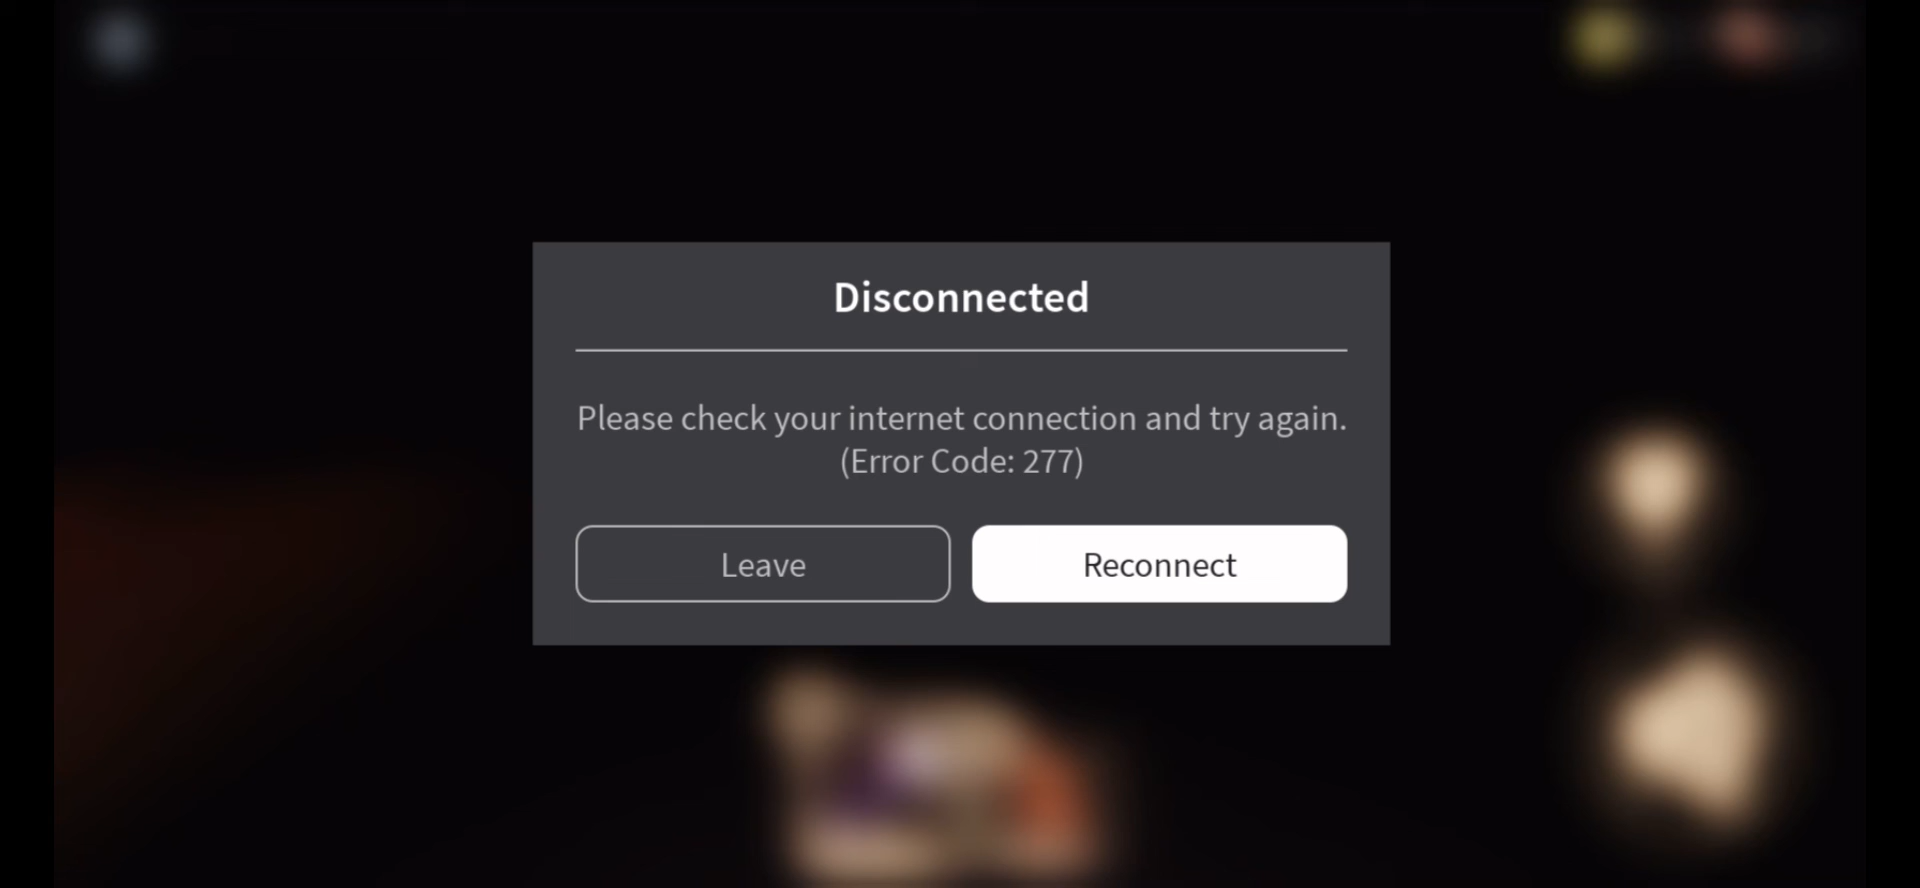 Disconnected
Please check your internet connection and try again.
(Error Code: 277)
Leave
Reconnect